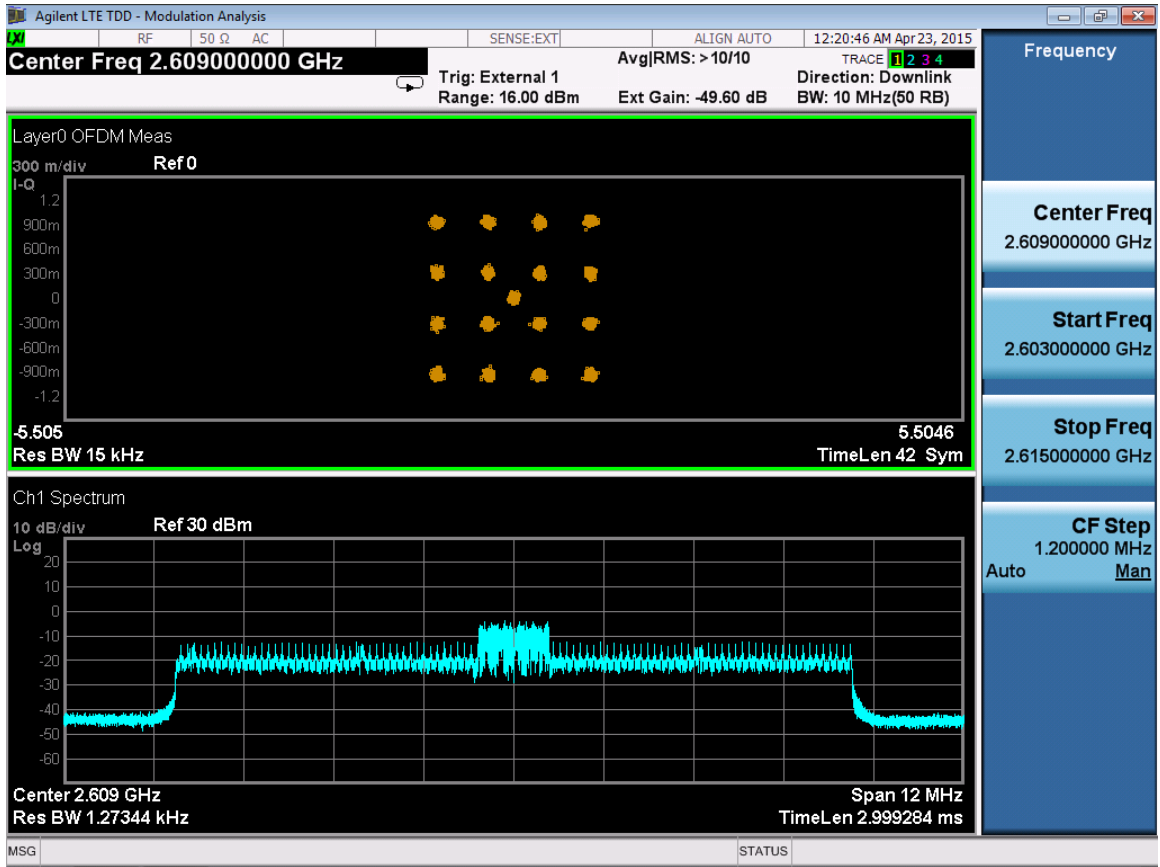 Agilent LTE TDD - Modulation Analysis
LXI RF 50 Ω AC SENSE:EXT ALIGN AUTO 12:20:46 AM Apr 23, 2015
Center Freq 2.609000000 GHz
Avg|RMS: >10/10
TRACE 1 2 3 4
Trig: External 1
Direction: Downlink
Range: 16.00 dBm
Ext Gain: -49.60 dB
BW: 10 MHz(50 RB)
Layer0 OFDM Meas
300 m/div Ref 0
I-Q
1.2
900m
600m
300m
0
-300m
-600m
-900m
-1.2
-5.505 5.5046
Res BW 15 kHz TimeLen 42 Sym
Ch1 Spectrum
10 dB/div Ref 30 dBm
Log
20
10
0
-10
-20
-30
-40
-50
-60
Center 2.609 GHz Span 12 MHz
Res BW 1.27344 kHz TimeLen 2.999284 ms
MSG STATUS
Frequency
Center Freq
2.609000000 GHz
Start Freq
2.603000000 GHz
Stop Freq
2.615000000 GHz
CF Step
1.200000 MHz
Auto Man